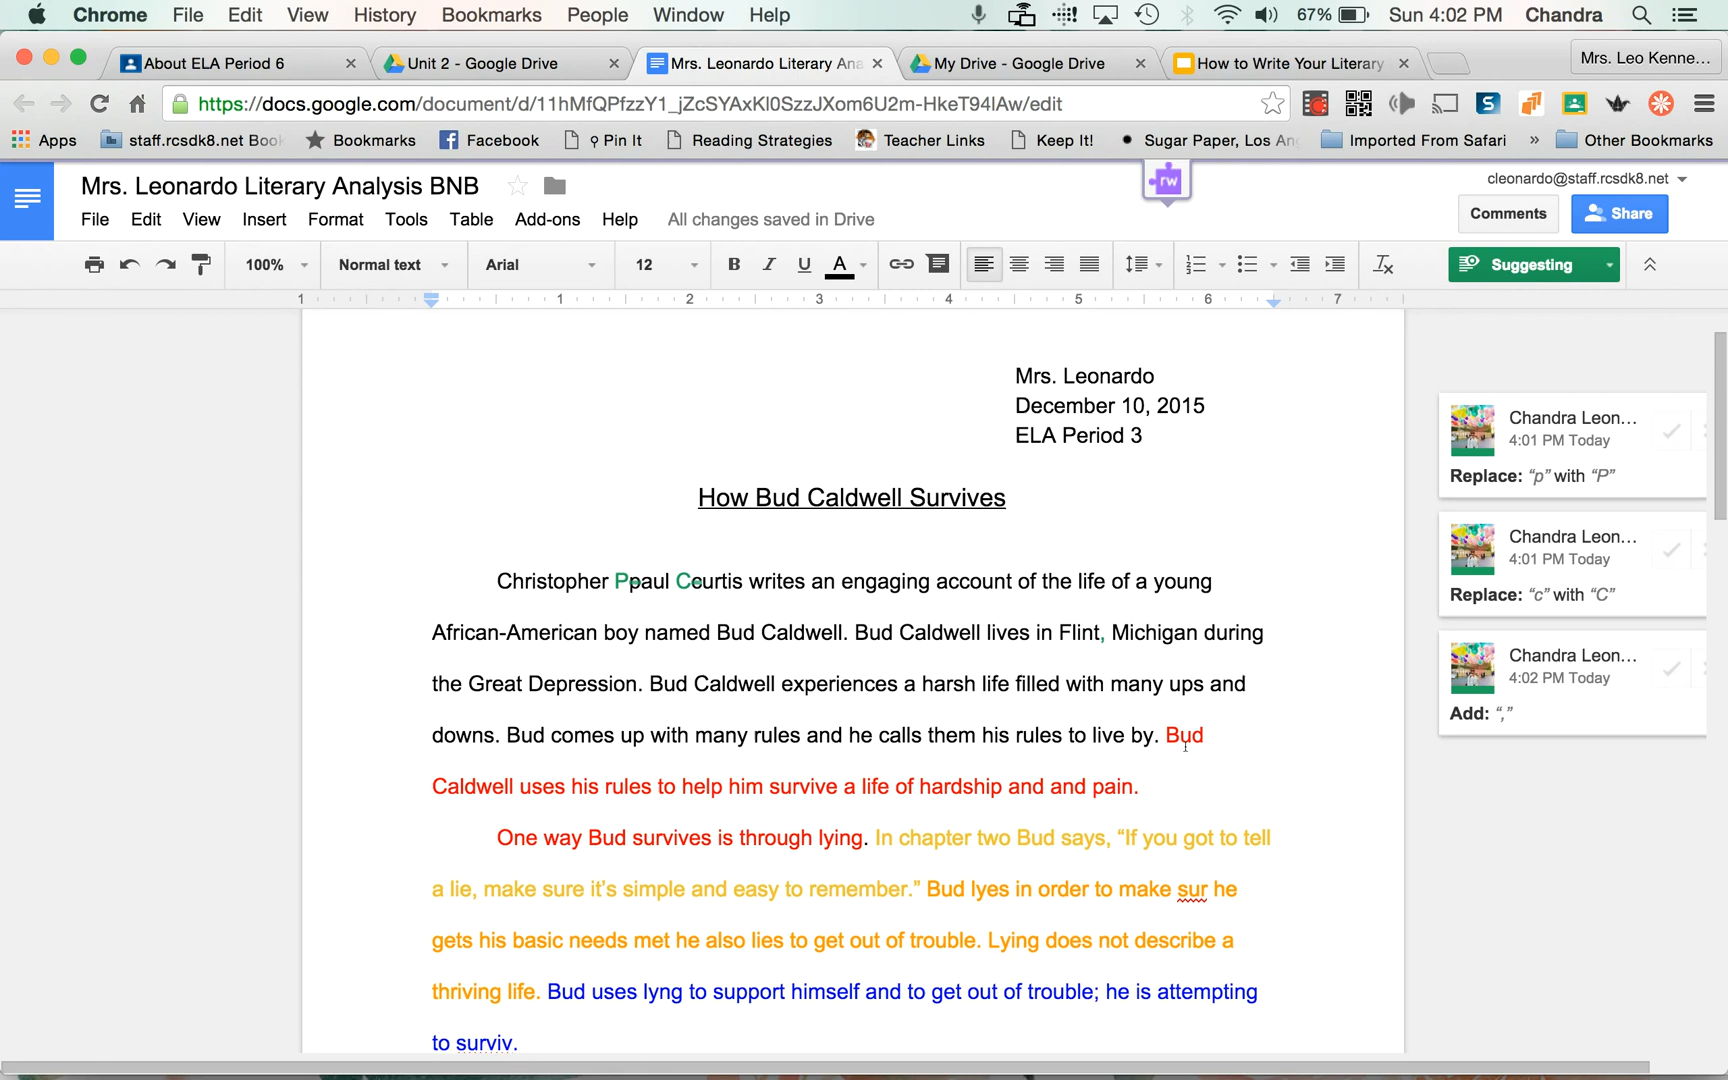 Chrome File Edit View History Bookmarks People Window Help 67% Sun 4:02 PM Chandra
About ELA Period 6 Unit 2 - Google Drive Mrs. Leonardo Literary Ana My Drive - Google Drive How to Write Your Literary Mrs. Leo Kenne...
https://docs.google.com/document/d/11hMfQPfzzY1_jZcSYAxKl0SzzJXom6U2m-HkeT94lAw/edit
Apps staff.rcsdk8.net Boo Bookmarks Facebook Pin It Reading Strategies Teacher Links Keep It! Sugar Paper, Los An Imported From Safari » Other Bookmarks
rw
Mrs. Leonardo Literary Analysis BNB cleonardo@staff.rcsdk8.net
File Edit View Insert Format Tools Table Add-ons Help All changes saved in Drive Comments Share
100% Normal text Arial 12 B I U A Suggesting
1 1 2 3 4 5 6 7
Mrs. Leonardo
December 10, 2015
ELA Period 3
How Bud Caldwell Survives
Christopher Ppaul Ccurtis writes an engaging account of the life of a young
African-American boy named Bud Caldwell. Bud Caldwell lives in Flint, Michigan during
the Great Depression. Bud Caldwell experiences a harsh life filled with many ups and
downs. Bud comes up with many rules and he calls them his rules to live by. Bud
Caldwell uses his rules to help him survive a life of hardship and and pain.
One way Bud survives is through lying. In chapter two Bud says, “If you got to tell
a lie, make sure it’s simple and easy to remember.” Bud lyes in order to make sur he
gets his basic needs met he also lies to get out of trouble. Lying does not describe a
thriving life. Bud uses lyng to support himself and to get out of trouble; he is attempting
to surviv.
Chandra Leon...
4:01 PM Today
Replace: “p” with “P”
Chandra Leon...
4:01 PM Today
Replace: “c” with “C”
Chandra Leon...
4:02 PM Today
Add: “,”